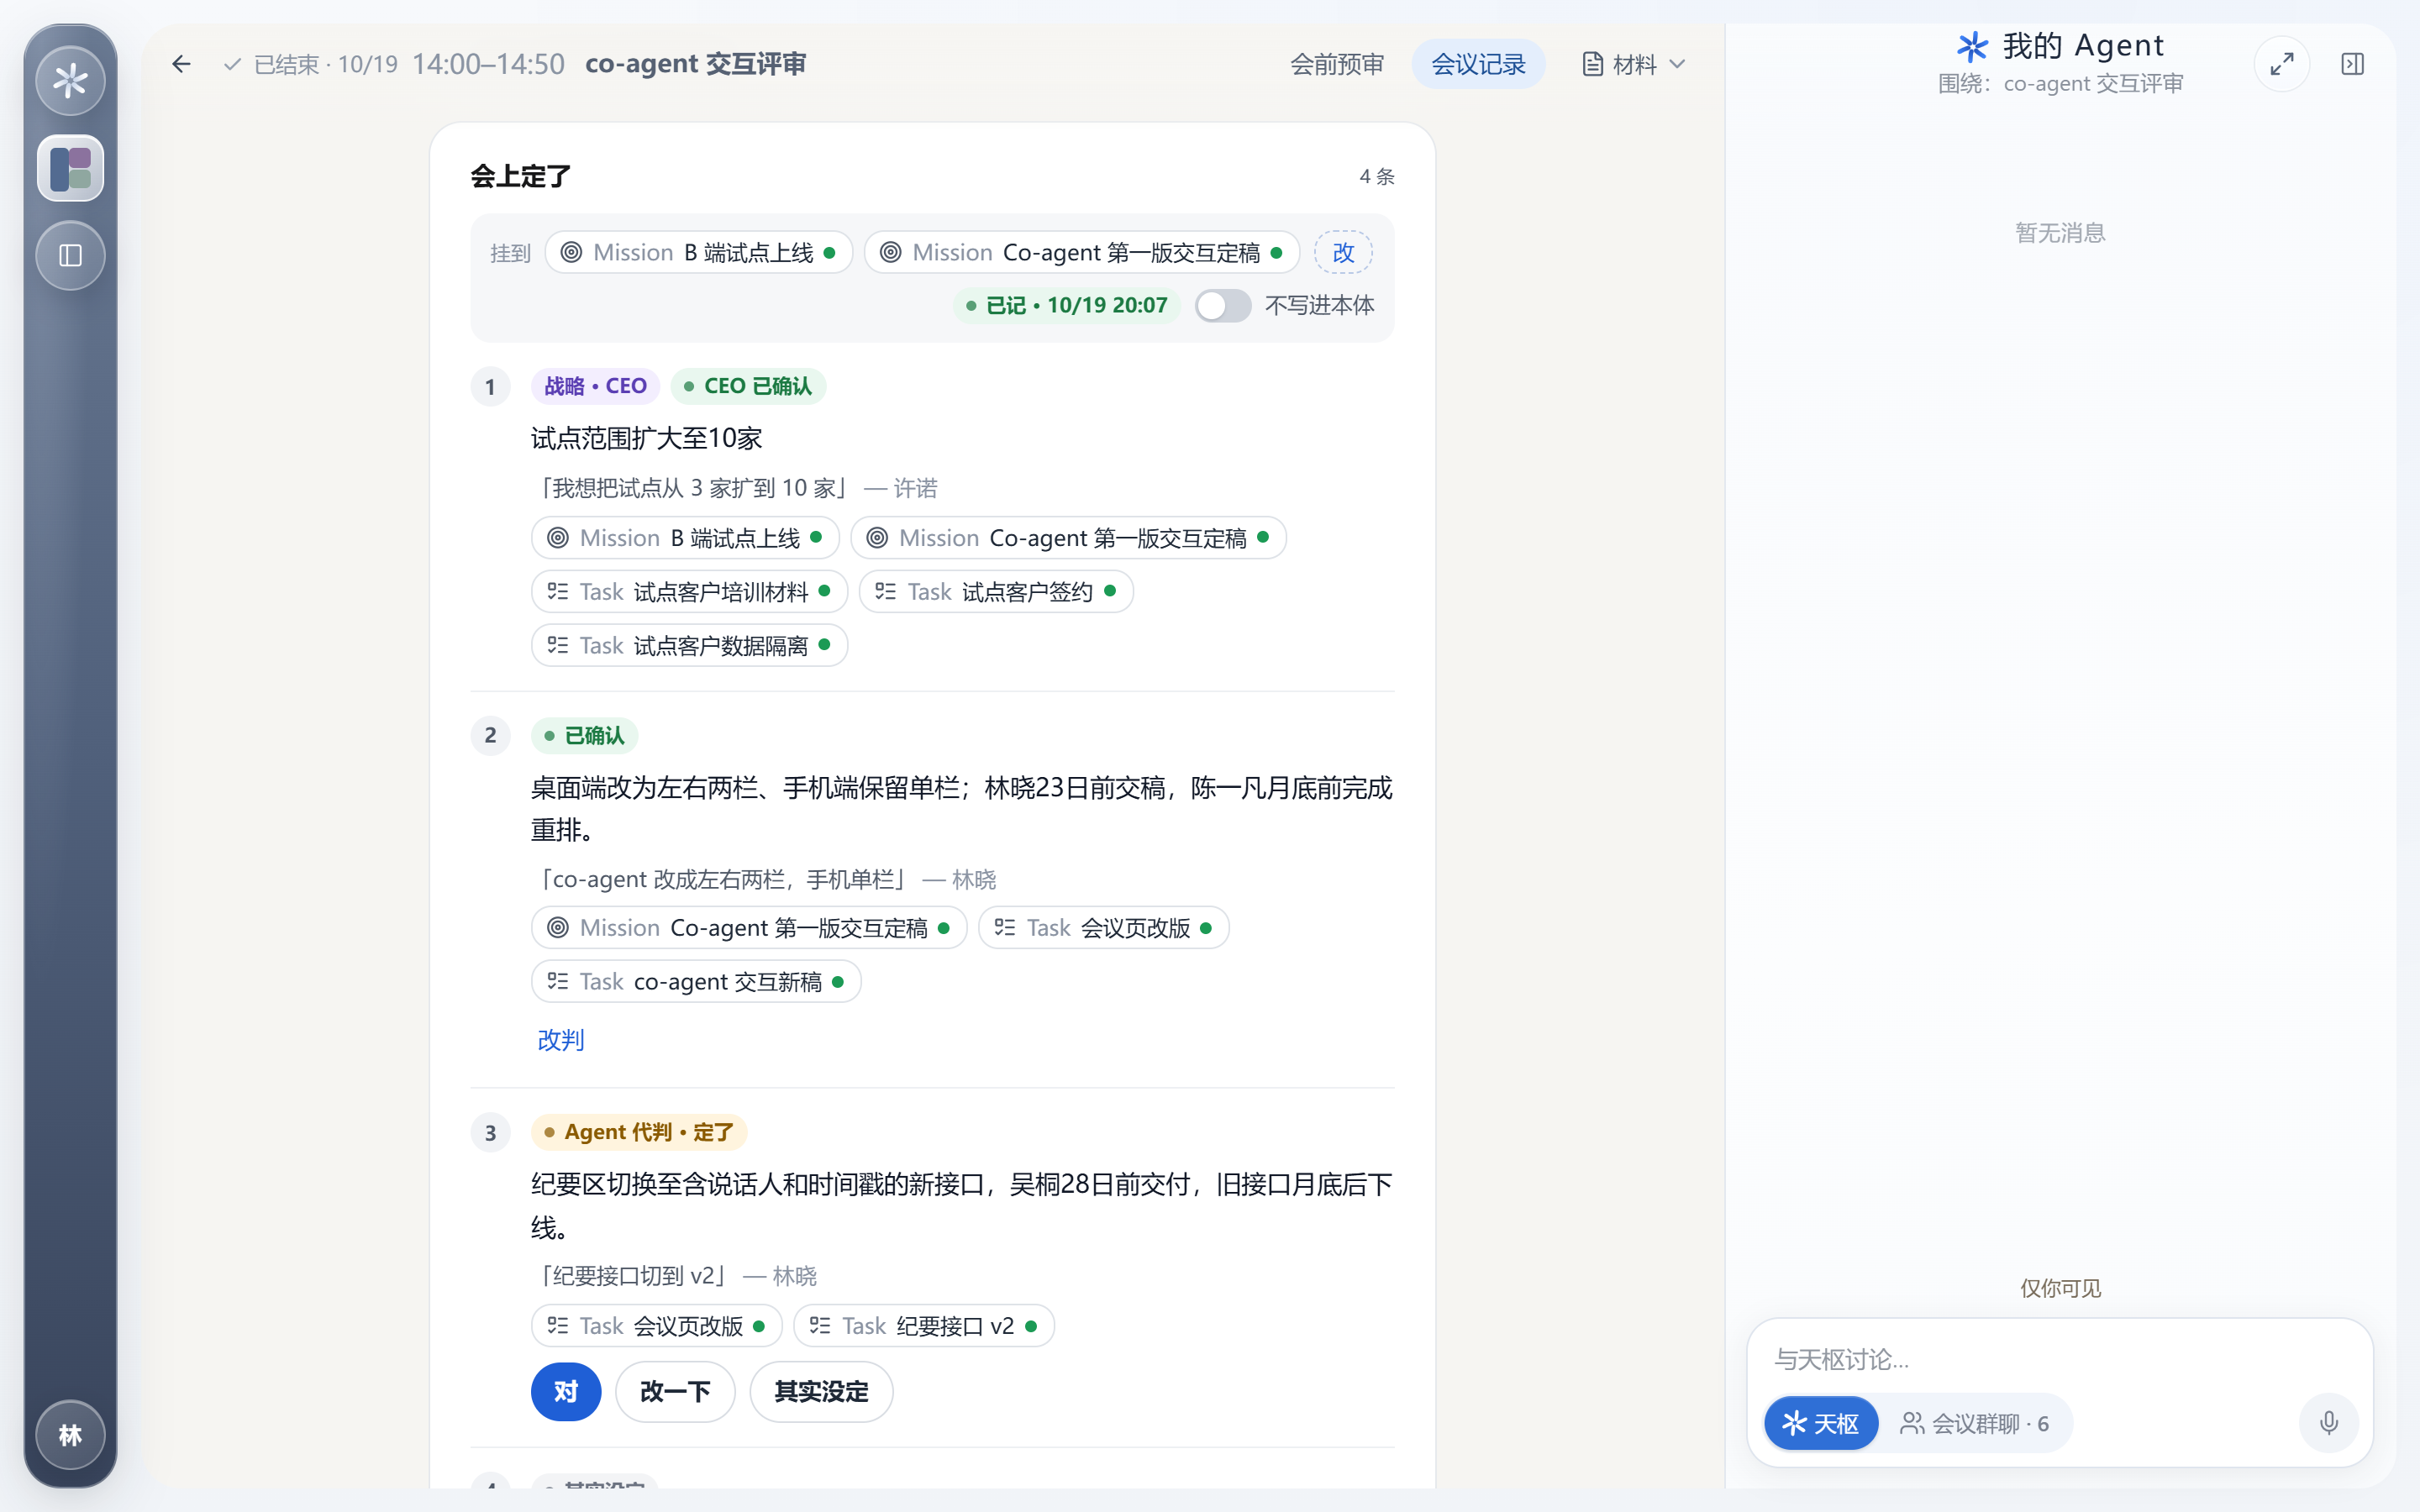 已结束 · 10/19 14:00–14:50 co-agent 交互评审
会前预审 会议记录 材料
会上定了 4 条
挂到 Mission B 端试点上线 Mission Co-agent 第一版交互定稿 改
已记 • 10/19 20:07 不写进本体
1 战略 • CEO CEO 已确认
试点范围扩大至10家
「我想把试点从 3 家扩到 10 家」 — 许诺
Mission B 端试点上线 Mission Co-agent 第一版交互定稿
Task 试点客户培训材料 Task 试点客户签约
Task 试点客户数据隔离
2 已确认
桌面端改为左右两栏、手机端保留单栏；林晓23日前交稿，陈一凡月底前完成
重排。
「co-agent 改成左右两栏，手机单栏」 — 林晓
Mission Co-agent 第一版交互定稿 Task 会议页改版
Task co-agent 交互新稿
改判
3 Agent 代判 • 定了
纪要区切换至含说话人和时间戳的新接口，吴桐28日前交付，旧接口月底后下
线。
「纪要接口切到 v2」 — 林晓
Task 会议页改版 Task 纪要接口 v2
对 改一下 其实没定
林
我的 Agent
围绕：co-agent 交互评审
暂无消息
仅你可见
与天枢讨论...
天枢 会议群聊 · 6